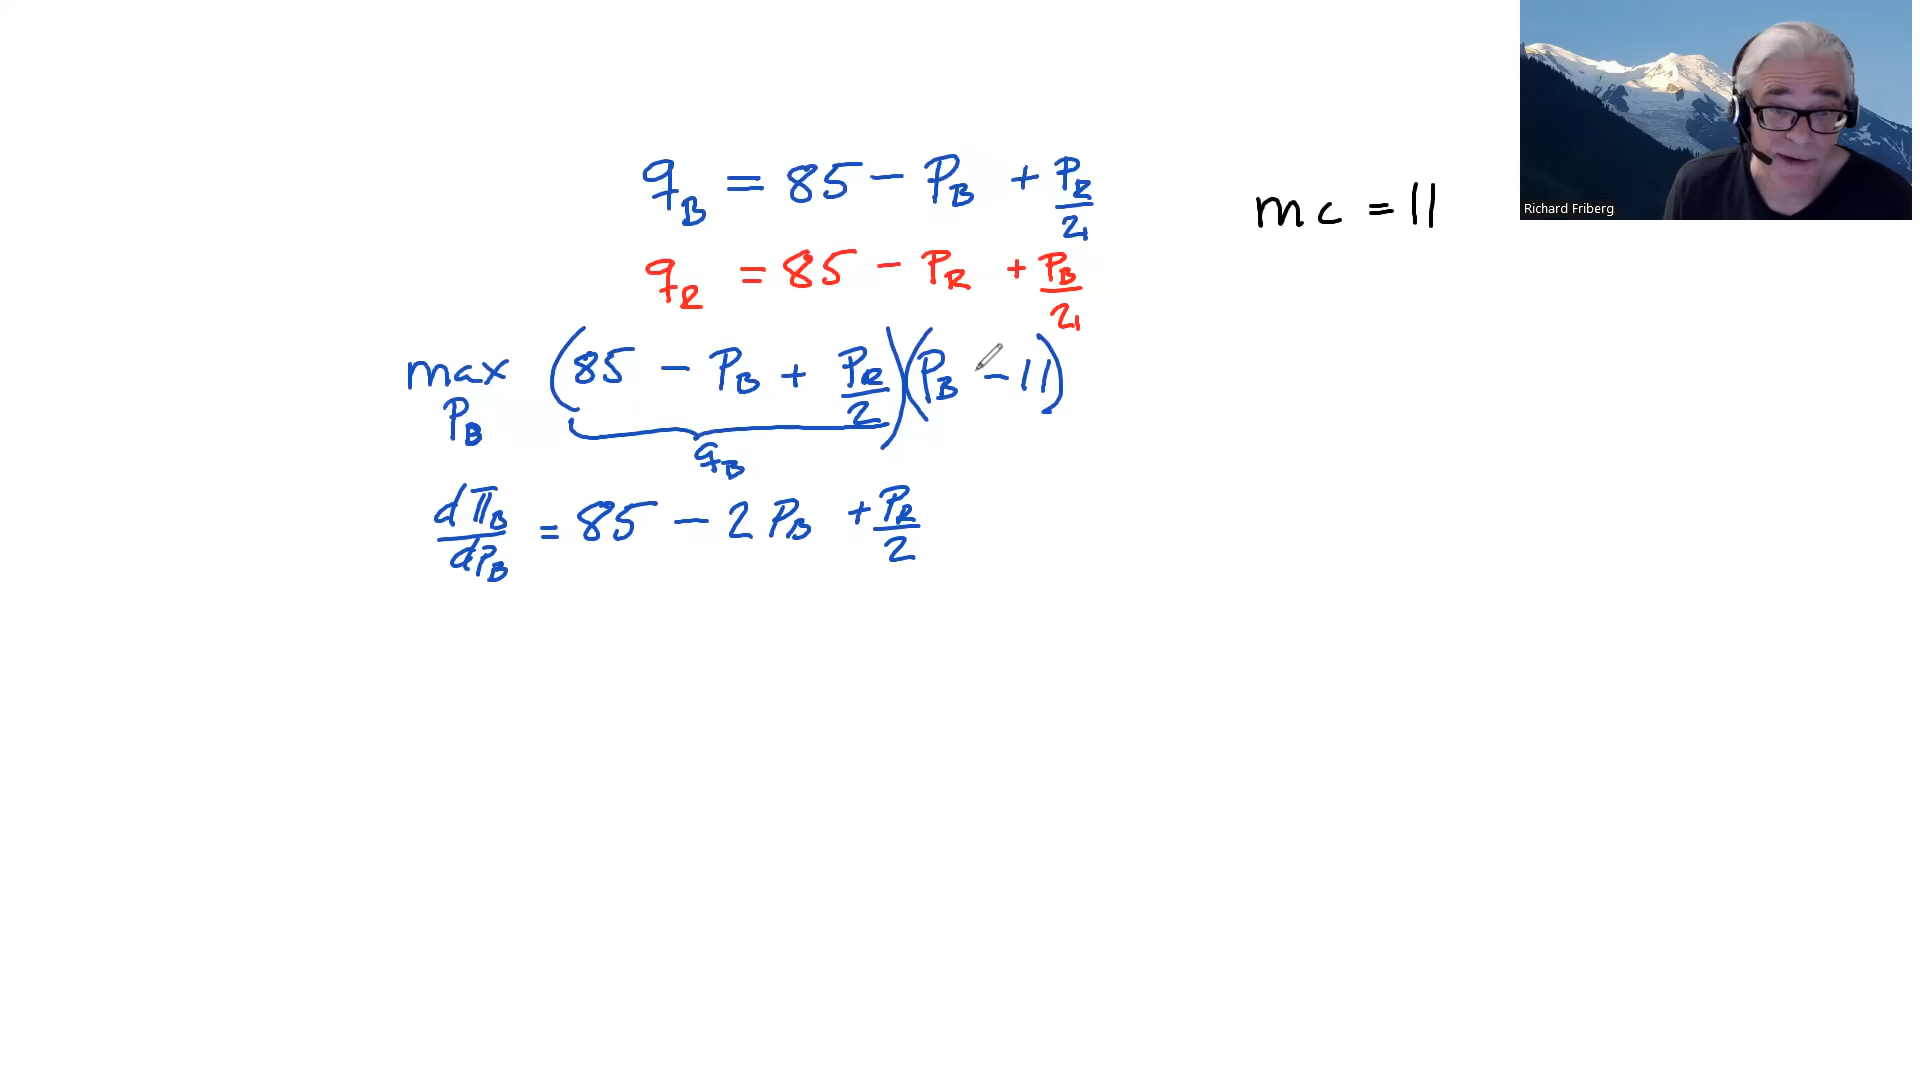 q_B = 85 - P_B + P_R/2
mc = 11
Richard Friberg
q_R = 85 - P_R + P_B/2
max P_B (85 - P_B + P_R/2)(P_B - 11)
q_B
dπ_B/dP_B = 85 - 2P_B + P_R/2